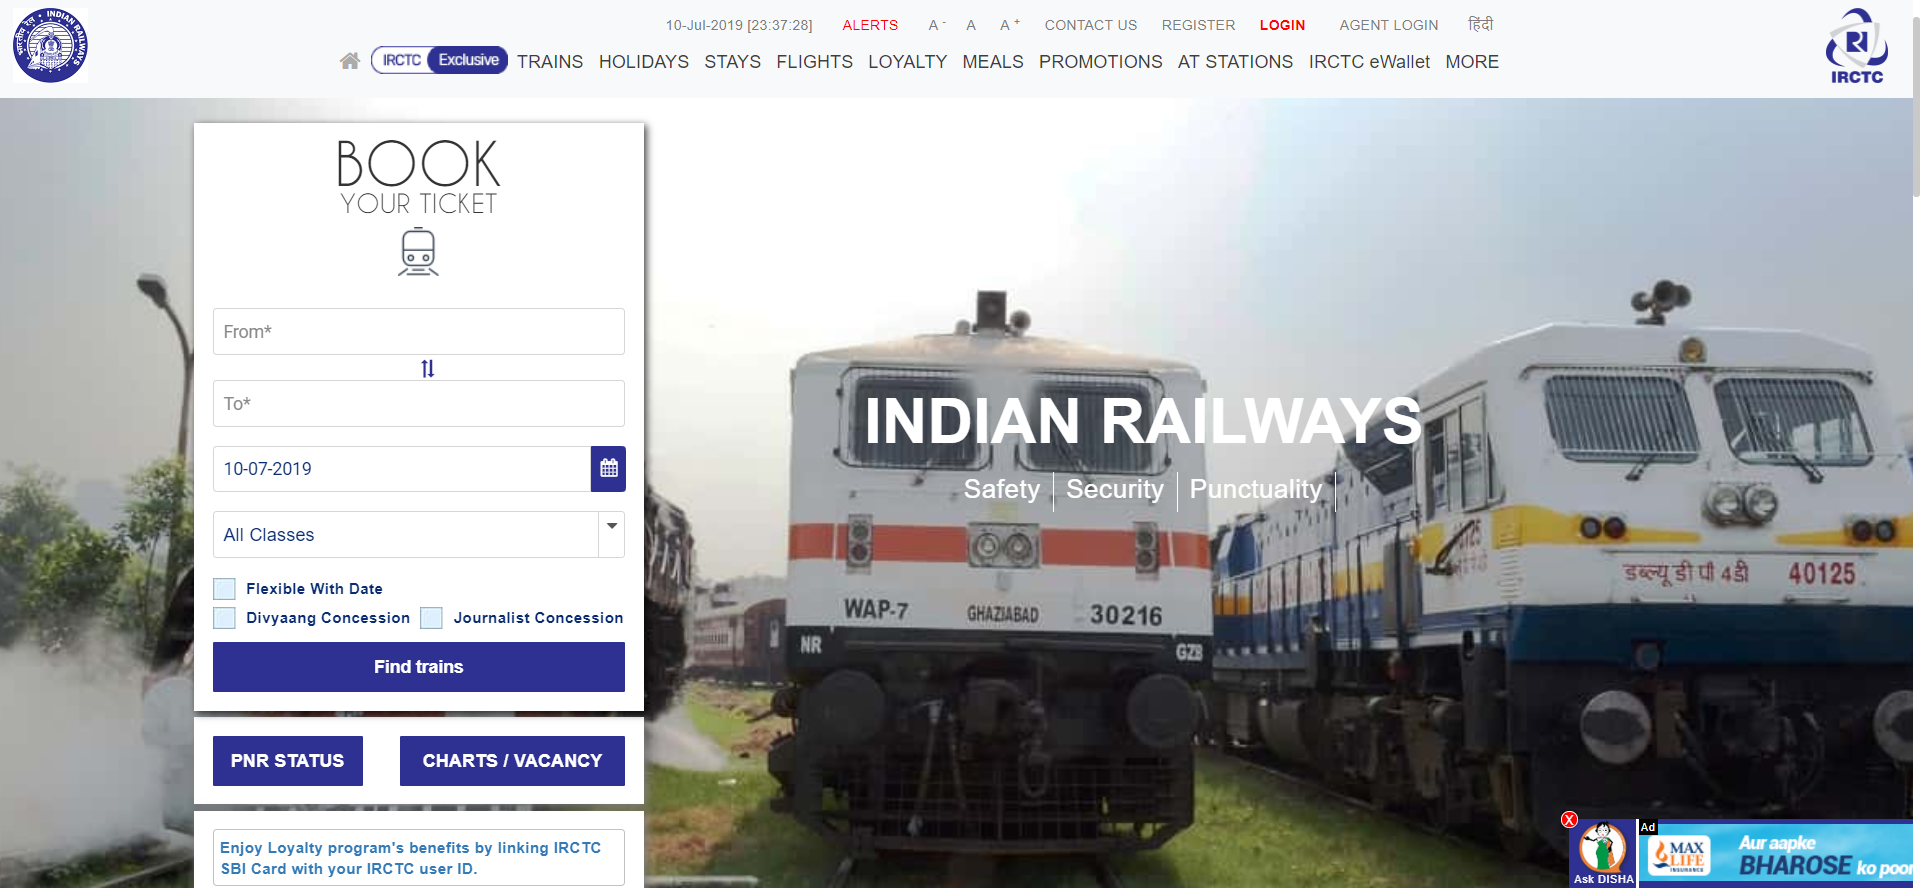 INDIAN RAILWAYS
भारतीय रेल
10-Jul-2019 [23:37:28] ALERTS A - A A + CONTACT US REGISTER LOGIN AGENT LOGIN हिंदी
IRCTC Exclusive TRAINS HOLIDAYS STAYS FLIGHTS LOYALTY MEALS PROMOTIONS AT STATIONS IRCTC eWallet MORE
IRCTC
BOOK
YOUR TICKET
From*
To*
10-07-2019
All Classes
Flexible With Date
Divyaang Concession Journalist Concession
Find trains
PNR STATUS CHARTS / VACANCY
Enjoy Loyalty program's benefits by linking IRCTC
SBI Card with your IRCTC user ID.
INDIAN RAILWAYS
Safety Security Punctuality
WAP-7 GHAZIABAD 30216
NR GZB
डब्ल्यू डी पी 4डी 40125
X
Ask DISHA
Ad
MAX
LIFE
INSURANCE
Aur aapke
BHAROSE ko poor